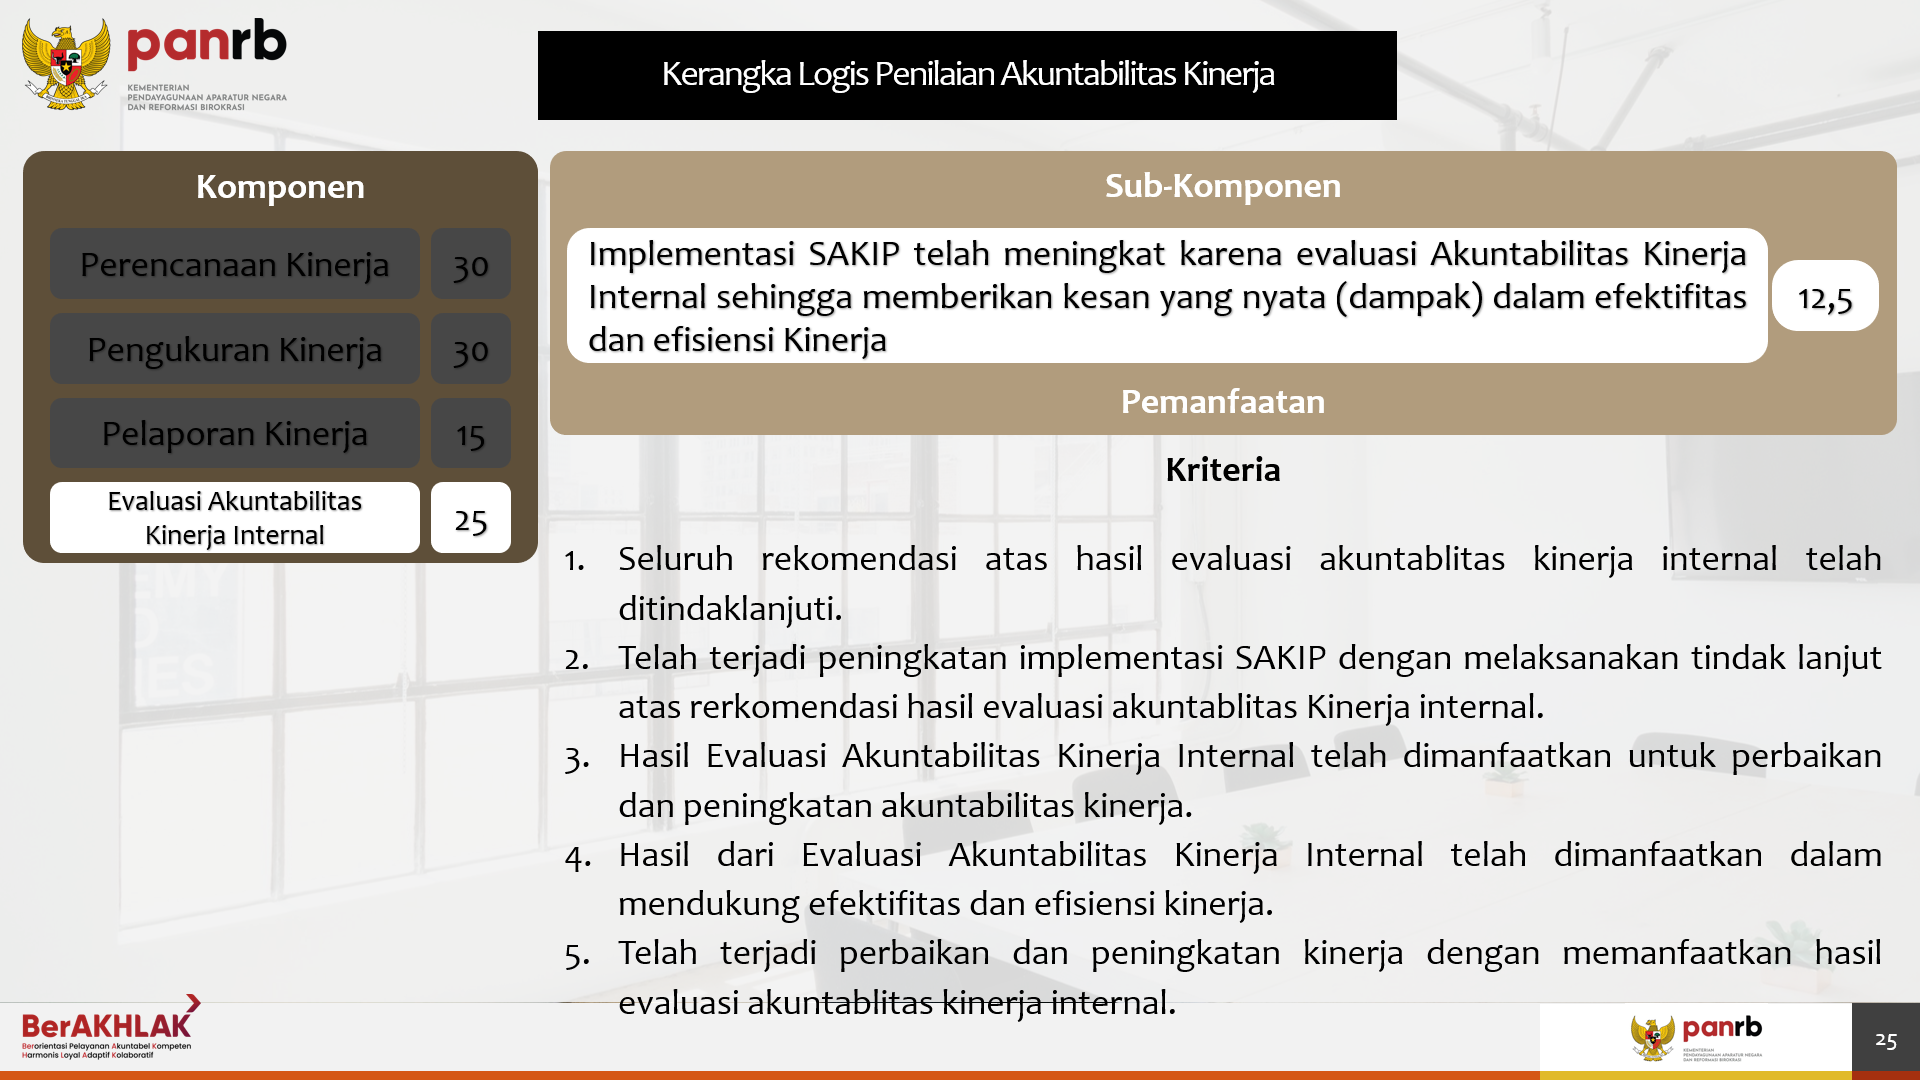 panrb
KEMENTERIAN
PENDAYAGUNAAN APARATUR NEGARA
DAN REFORMASI BIROKRASI
Kerangka Logis Penilaian Akuntabilitas Kinerja
Komponen
Perencanaan Kinerja 30
Pengukuran Kinerja 30
Pelaporan Kinerja 15
Evaluasi Akuntabilitas
Kinerja Internal
25
Sub-Komponen
Implementasi SAKIP telah meningkat karena evaluasi Akuntabilitas Kinerja
Internal sehingga memberikan kesan yang nyata (dampak) dalam efektifitas
dan efisiensi Kinerja
12,5
Pemanfaatan
Kriteria
1. Seluruh rekomendasi atas hasil evaluasi akuntablitas kinerja internal telah
ditindaklanjuti.
2. Telah terjadi peningkatan implementasi SAKIP dengan melaksanakan tindak lanjut
atas rerkomendasi hasil evaluasi akuntablitas Kinerja internal.
3. Hasil Evaluasi Akuntabilitas Kinerja Internal telah dimanfaatkan untuk perbaikan
dan peningkatan akuntabilitas kinerja.
4. Hasil dari Evaluasi Akuntabilitas Kinerja Internal telah dimanfaatkan dalam
mendukung efektifitas dan efisiensi kinerja.
5. Telah terjadi perbaikan dan peningkatan kinerja dengan memanfaatkan hasil
evaluasi akuntablitas kinerja internal.
BerAKHLAK
Berorientasi Pelayanan Akuntabel Kompeten
Harmonis Loyal Adaptif Kolaboratif
panrb
KEMENTERIAN
PENDAYAGUNAAN APARATUR NEGARA
DAN REFORMASI BIROKRASI
25